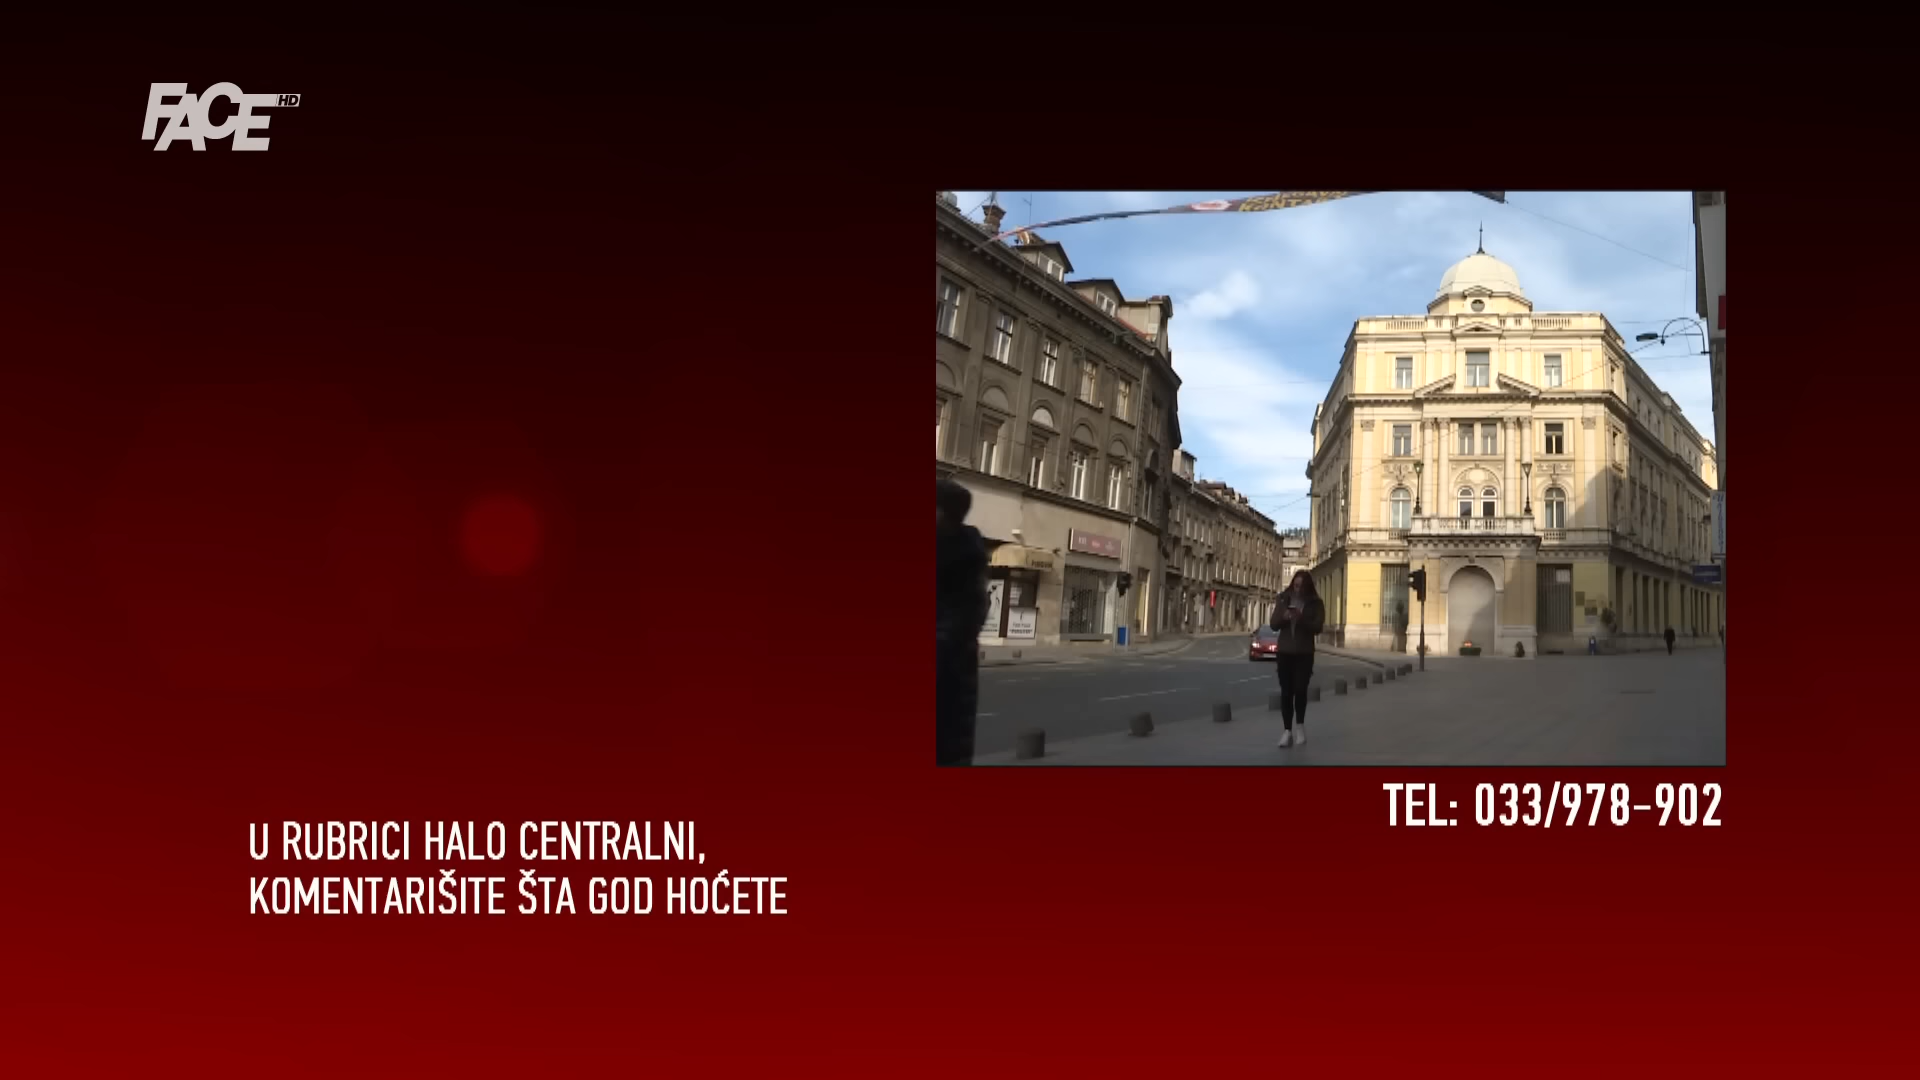 FACE HD
TEL: 033/978-902
U RUBRICI HALO CENTRALNI,
KOMENTARIŠITE ŠTA GOD HOĆETE